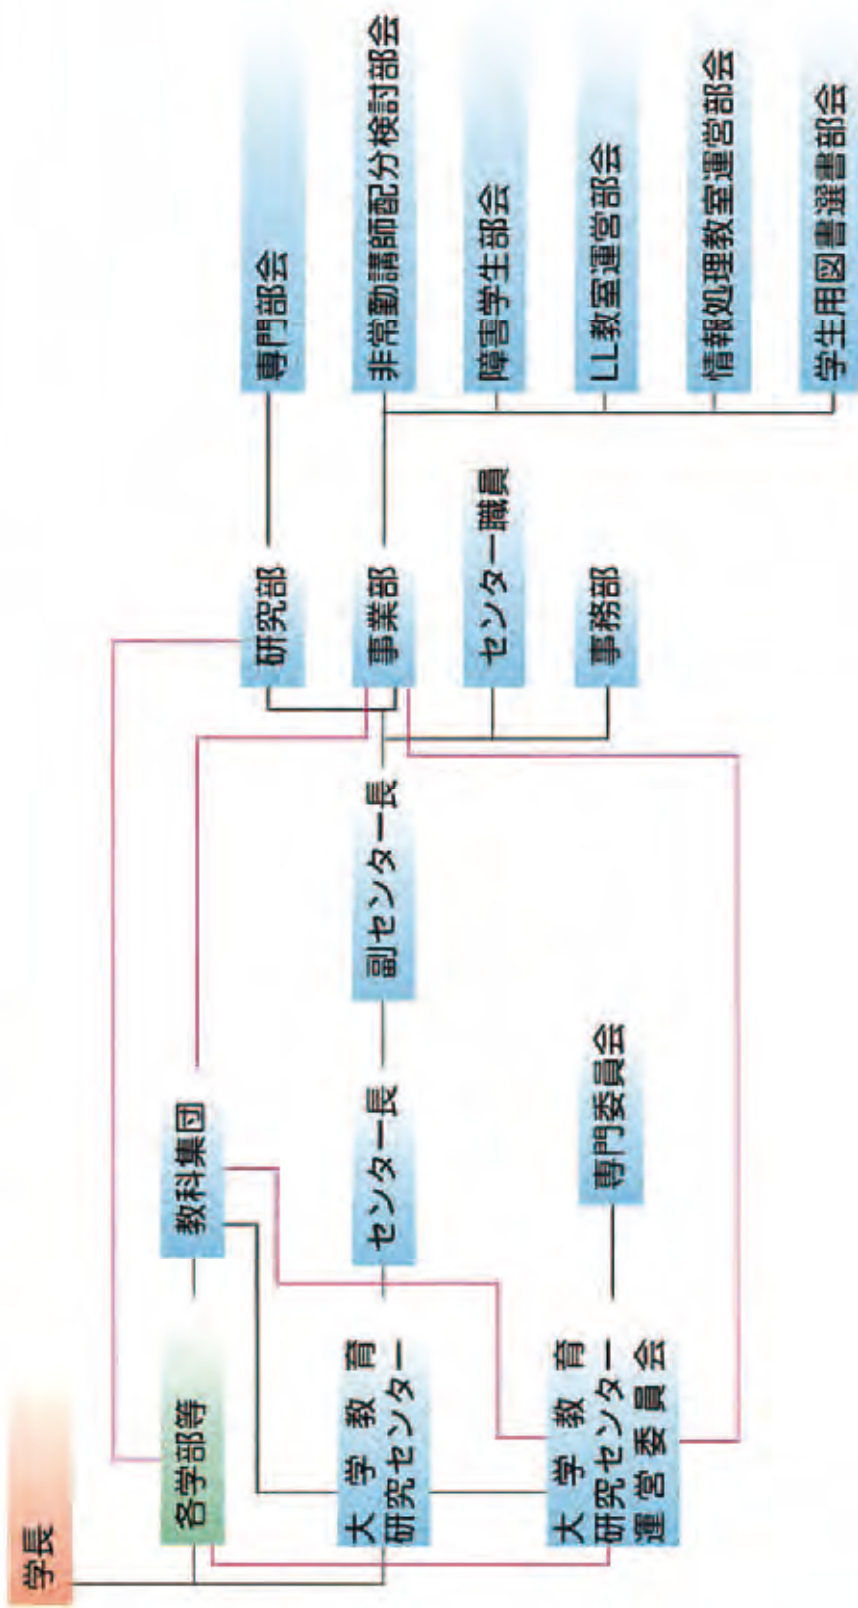 学長
各学部等
教科集団
大学教育
研究センター
センター長
副センター長
研究部
専門部会
事業部
非常勤講師配分検討部会
障害学生部会
LL教室運営部会
情報処理教室運営部会
学生用図書選書部会
センター職員
事務部
大学教育
研究センター
運営委員会
専門委員会